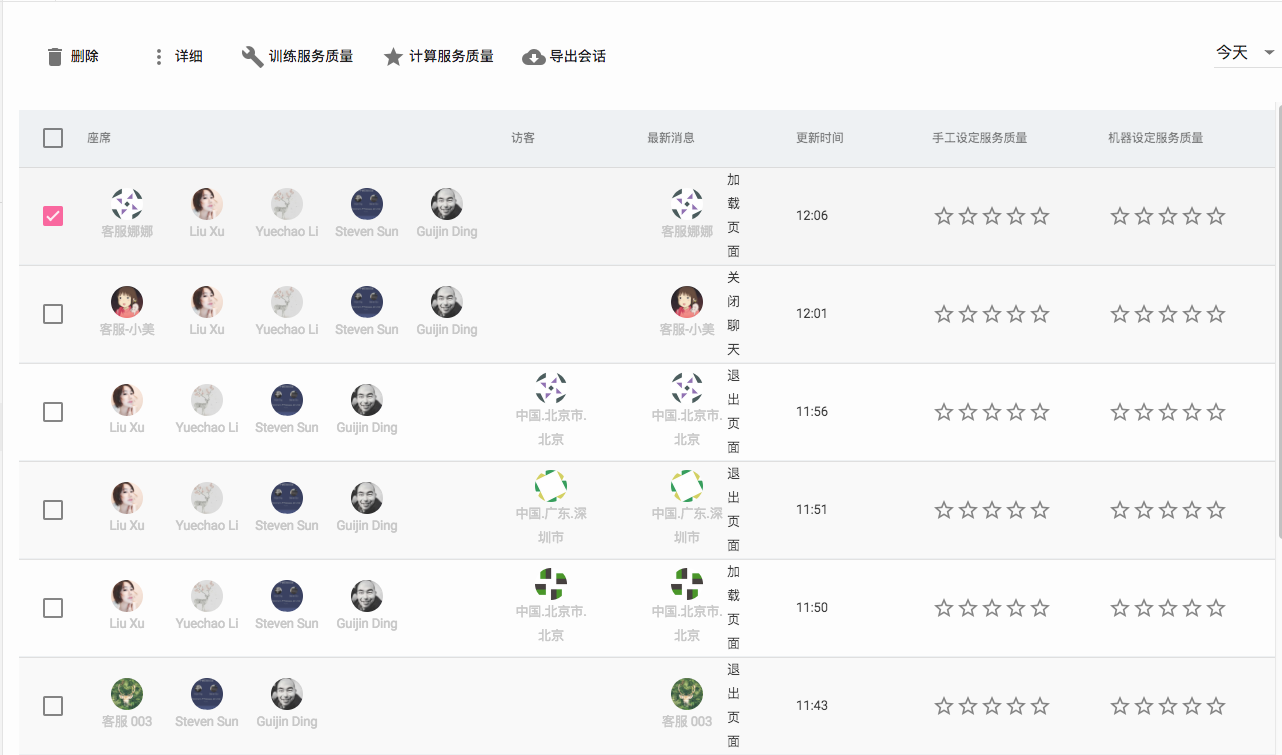 删除 详细 训练服务质量 计算服务质量 导出会话 今天
座席 访客 最新消息 更新时间 手工设定服务质量 机器设定服务质量
客服娜娜 Liu Xu Yuechao Li Steven Sun Guijin Ding 客服娜娜 加载页面 12:06
客服-小美 Liu Xu Yuechao Li Steven Sun Guijin Ding 客服-小美 关闭聊天 12:01
Liu Xu Yuechao Li Steven Sun Guijin Ding 中国.北京市.北京 中国.北京市.北京 退出页面 11:56
Liu Xu Yuechao Li Steven Sun Guijin Ding 中国.广东.深圳市 中国.广东.深圳市 退出页面 11:51
Liu Xu Yuechao Li Steven Sun Guijin Ding 中国.北京市.北京 中国.北京市.北京 加载页面 11:50
客服 003 Steven Sun Guijin Ding 客服 003 退出页面 11:43